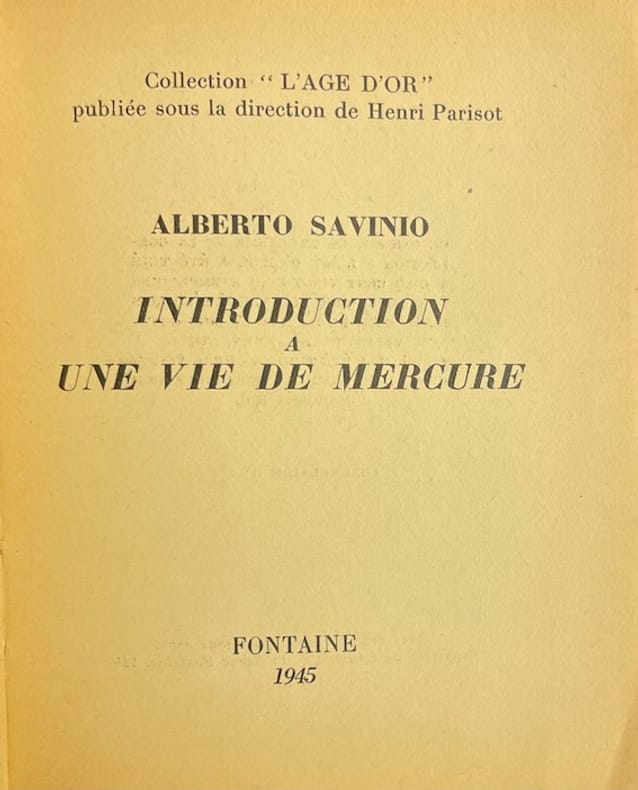 Collection “ L’AGE D’OR ”
publiée sous la direction de Henri Parisot
ALBERTO SAVINIO
INTRODUCTION
A
UNE VIE DE MERCURE
FONTAINE
1945